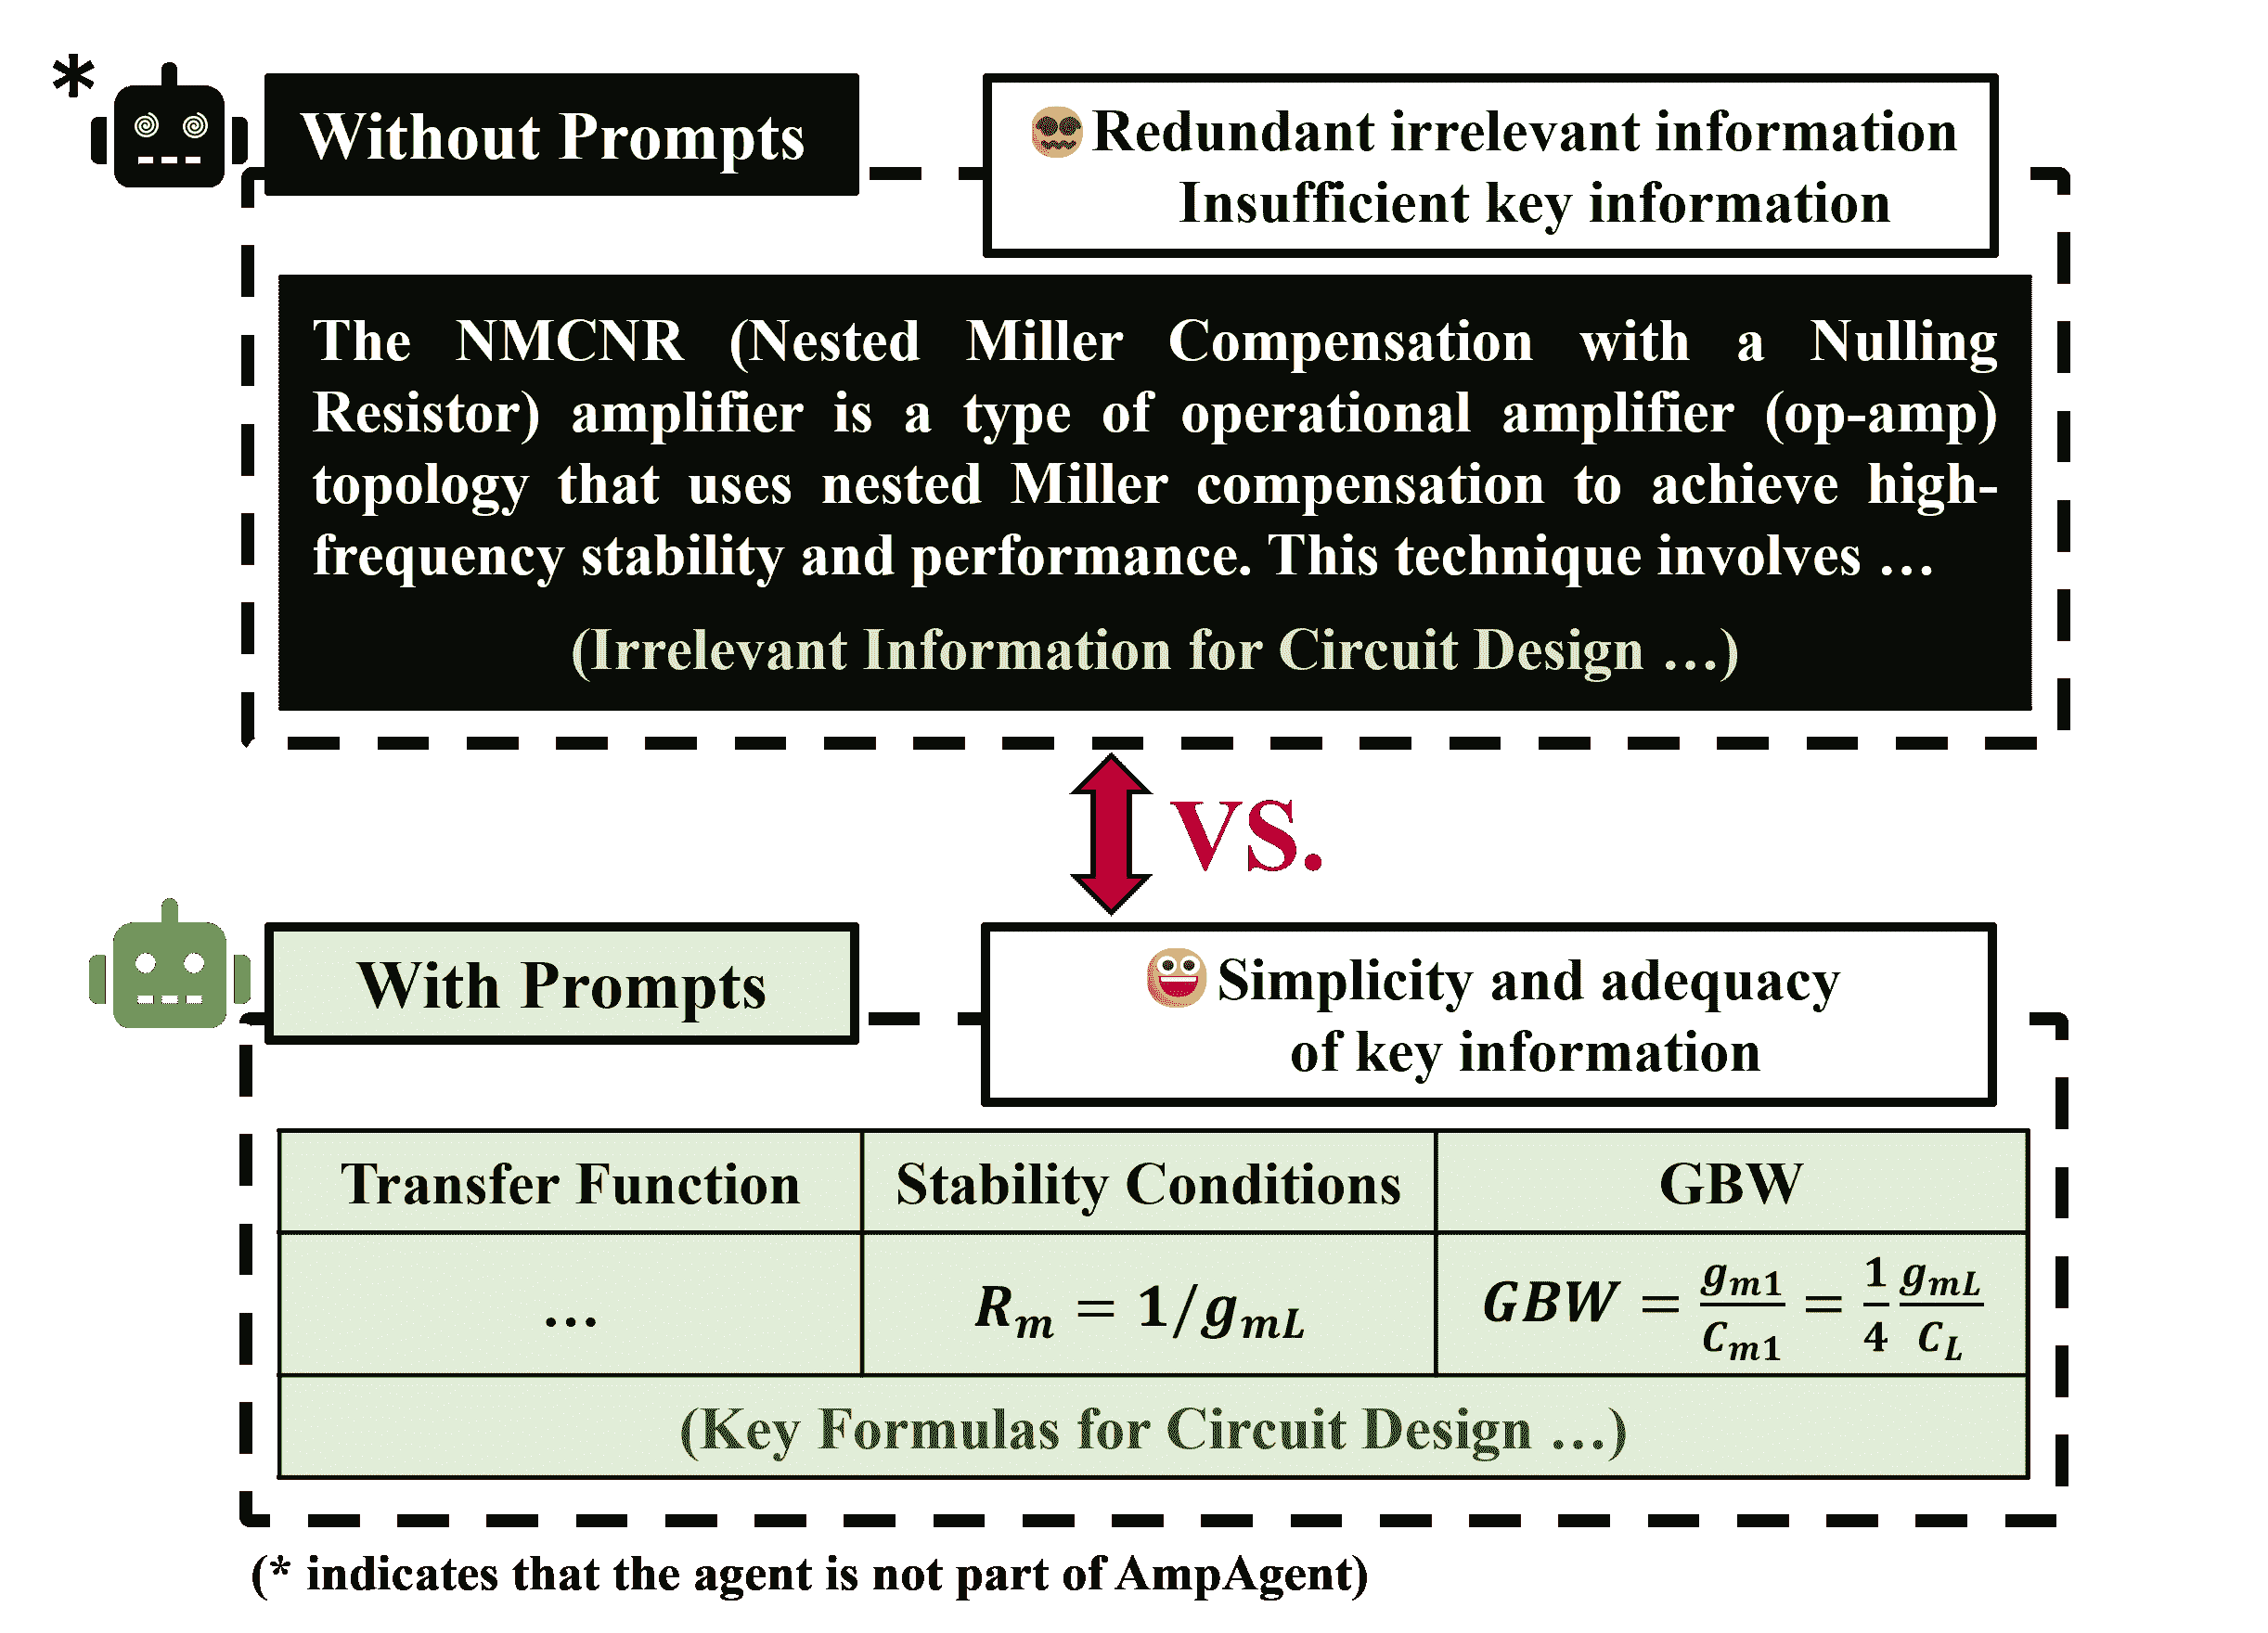 *
Without Prompts
Redundant irrelevant information
Insufficient key information
The NMCNR (Nested Miller Compensation with a Nulling
Resistor) amplifier is a type of operational amplifier (op-amp)
topology that uses nested Miller compensation to achieve high-
frequency stability and performance. This technique involves …
(Irrelevant Information for Circuit Design …)
VS.
With Prompts
Simplicity and adequacy
of key information
Transfer Function
Stability Conditions
GBW
…
R_m = 1/g_{mL}
GBW = \frac{g_{m1}}{C_{m1}} = \frac{1}{4} \frac{g_{mL}}{C_L}
(Key Formulas for Circuit Design …)
(* indicates that the agent is not part of AmpAgent)